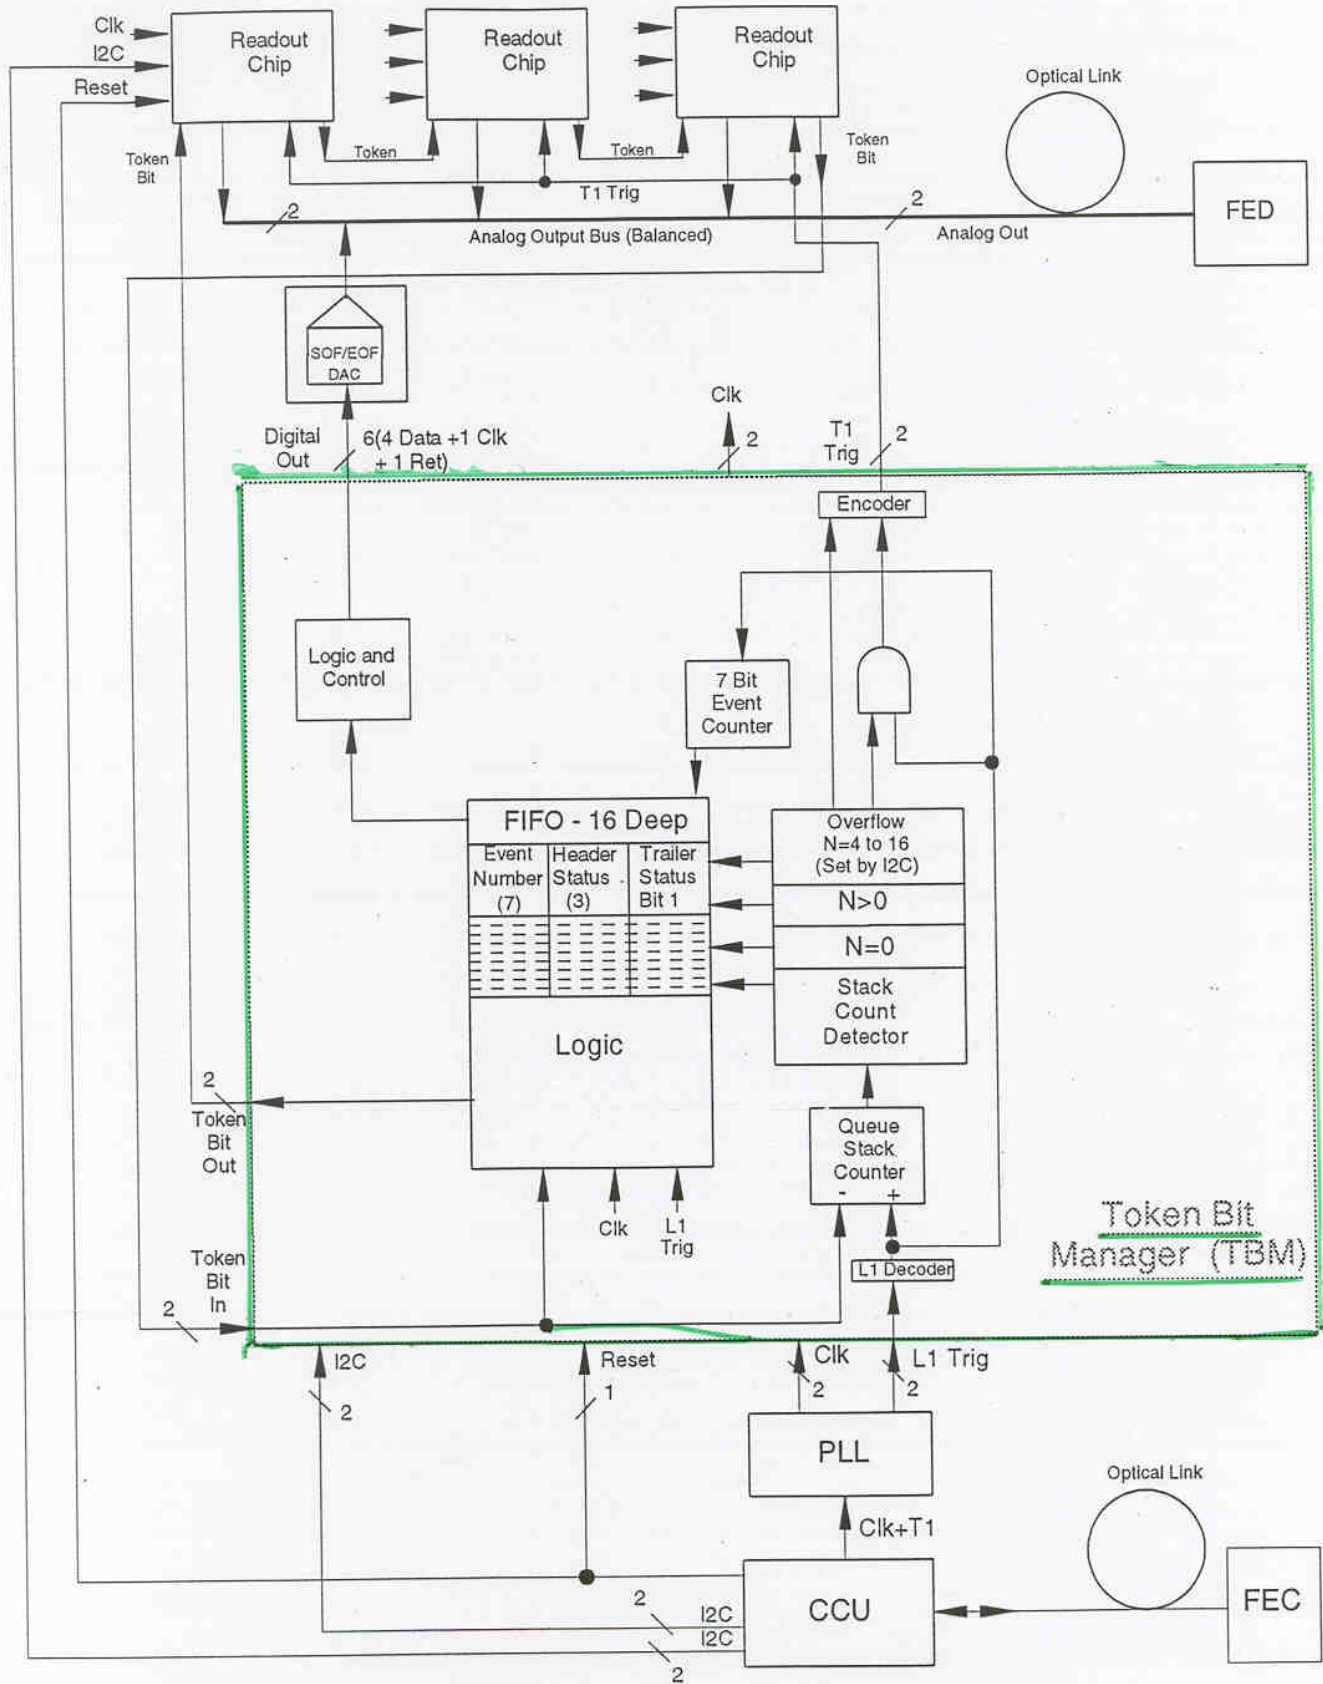 Clk
I2C
Reset
Readout
Chip
Readout
Chip
Readout
Chip
Optical Link
Token
Bit
Token
Token
Token
Bit
T1 Trig
FED
2
2
Analog Output Bus (Balanced)
Analog Out
SOF/EOF
DAC
Clk
Digital
Out
6(4 Data +1 Clk
+ 1 Ret)
2
T1
Trig
2
Encoder
Logic and
Control
7 Bit
Event
Counter
FIFO - 16 Deep
Event
Number
(7)
Header
Status
(3)
Trailer
Status
Bit 1
Overflow
N=4 to 16
(Set by I2C)
N>0
N=0
Stack
Count
Detector
Logic
2
Token
Bit
Out
Queue
Stack
Counter
- +
Clk
L1
Trig
Token Bit
Manager (TBM)
L1 Decoder
Token
Bit
In
2
I2C
Reset
Clk
L1 Trig
2
1
2
2
PLL
Optical Link
Clk+T1
CCU
FEC
2
I2C
I2C
2